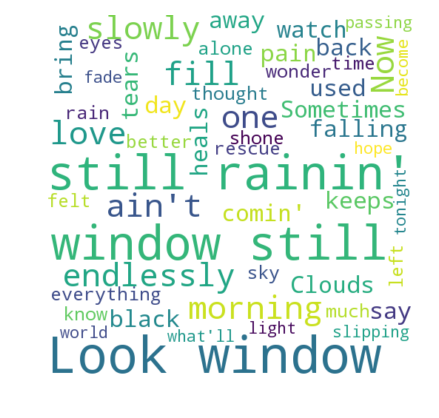 slowly away watch passing
bring eyes alone pain back Now
fade tears fill wonder time become
thought used
rain day one Sometimes
love better heals shone falling
rescue hope
still rainin'
felt ain't comin' keeps tonight
window still
endlessly sky Clouds left
everything morning much say
know black light
world what'll slipping
Look window